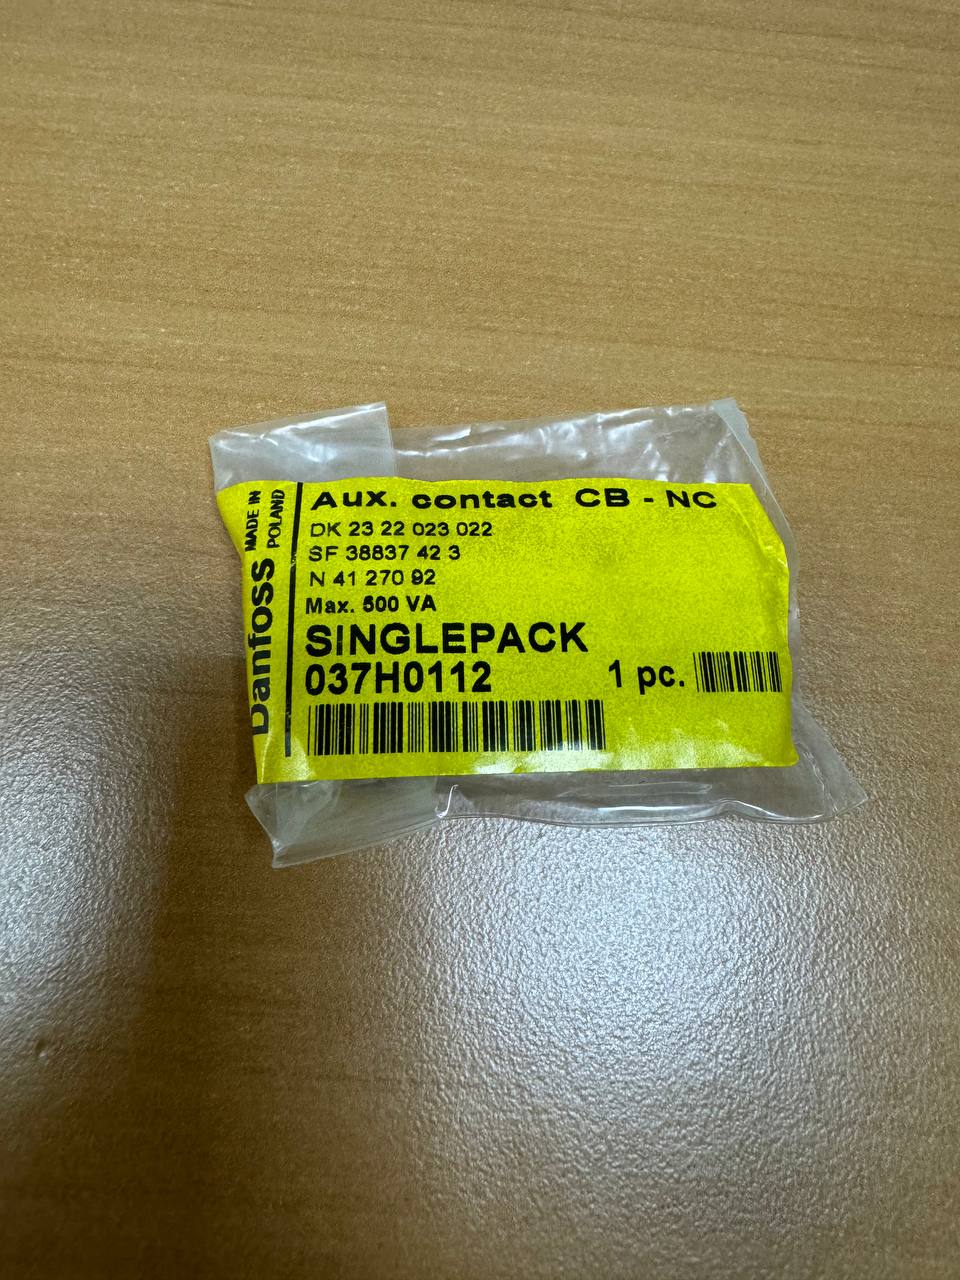 MADE IN
POLAND
Danfoss
Aux. contact CB - NC
DK 23 22 023 022
SF 38837 42 3
N 41 270 92
Max. 500 VA
SINGLEPACK
037H0112 1 pc.